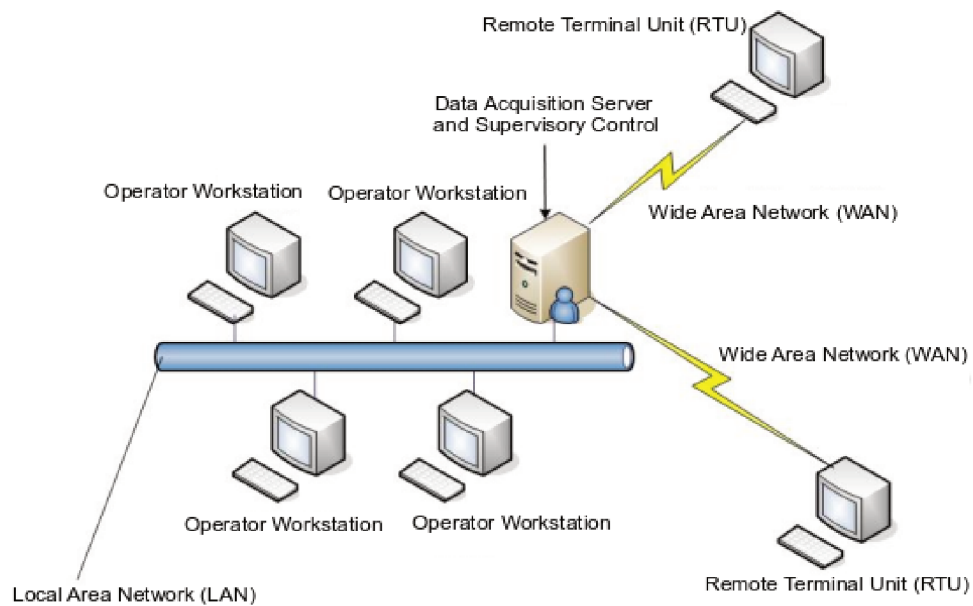 Remote Terminal Unit (RTU)
Data Acquisition Server
and Supervisory Control
Operator Workstation
Operator Workstation
Wide Area Network (WAN)
Wide Area Network (WAN)
Operator Workstation
Operator Workstation
Remote Terminal Unit (RTU)
Local Area Network (LAN)